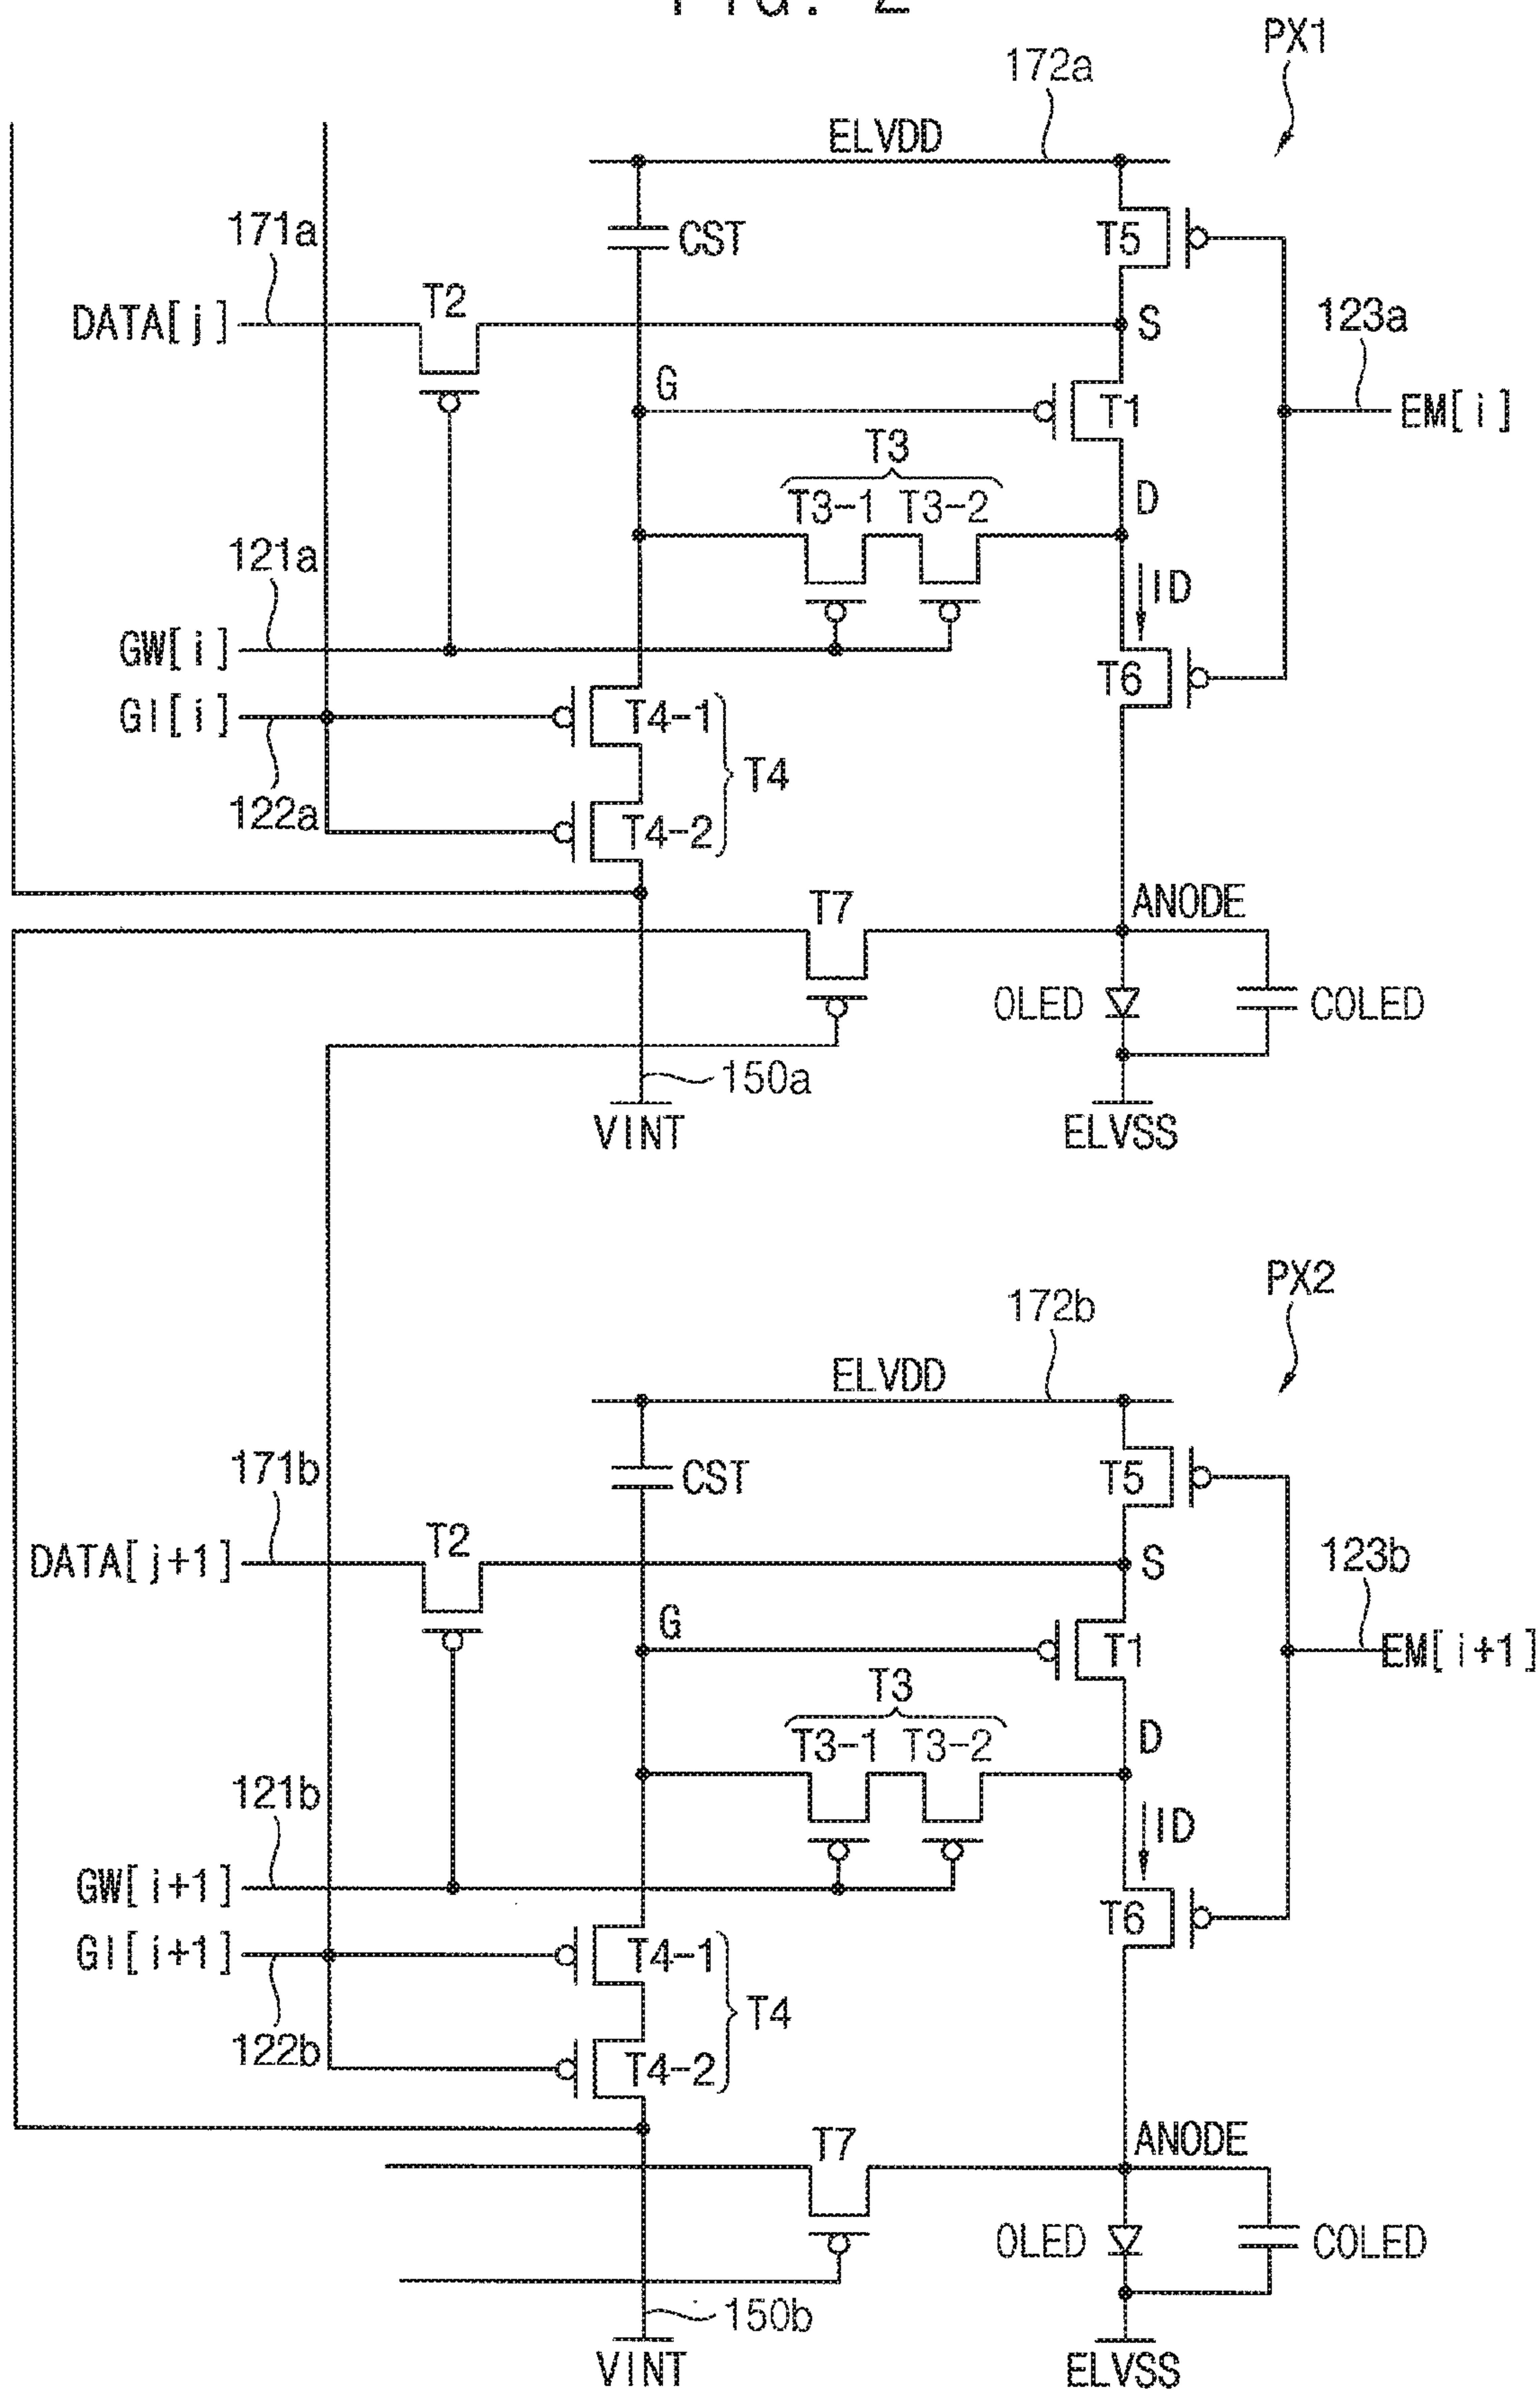 FIG. 2
PX1
172a
ELVDD
171a
CST
T5
T2
DATA[j]
S
123a
G
T1
EM[i]
T3
T3-1 T3-2
D
121a
ID
GW[i]
T6
GI[i]
T4-1
T4
122a
T4-2
T7
ANODE
OLED
COLED
150a
VINT
ELVSS
PX2
172b
ELVDD
171b
CST
T5
T2
DATA[j+1]
S
123b
G
T1
EM[i+1]
T3
T3-1 T3-2
D
121b
ID
GW[i+1]
T6
GI[i+1]
T4-1
T4
122b
T4-2
T7
ANODE
OLED
COLED
150b
VINT
ELVSS